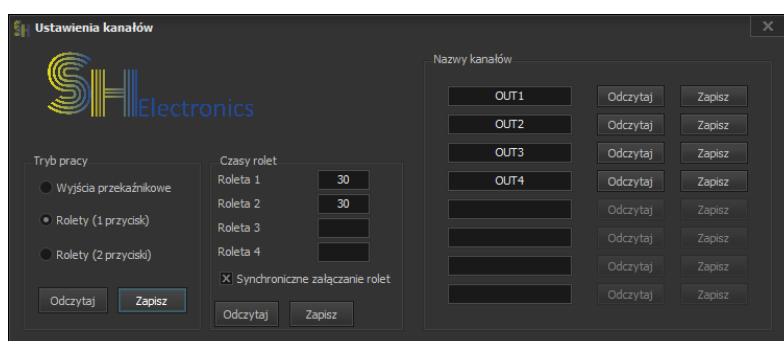 Ustawienia kanałów
SH Electronics
Tryb pracy
Wyjścia przekaźnikowe
Rolety (1 przycisk)
Rolety (2 przyciski)
Odczytaj Zapisz
Czasy rolet
Roleta 1 30
Roleta 2 30
Roleta 3
Roleta 4
Synchroniczne załączanie rolet
Odczytaj Zapisz
Nazwy kanałów
OUT1 Odczytaj Zapisz
OUT2 Odczytaj Zapisz
OUT3 Odczytaj Zapisz
OUT4 Odczytaj Zapisz
Odczytaj Zapisz
Odczytaj Zapisz
Odczytaj Zapisz
Odczytaj Zapisz